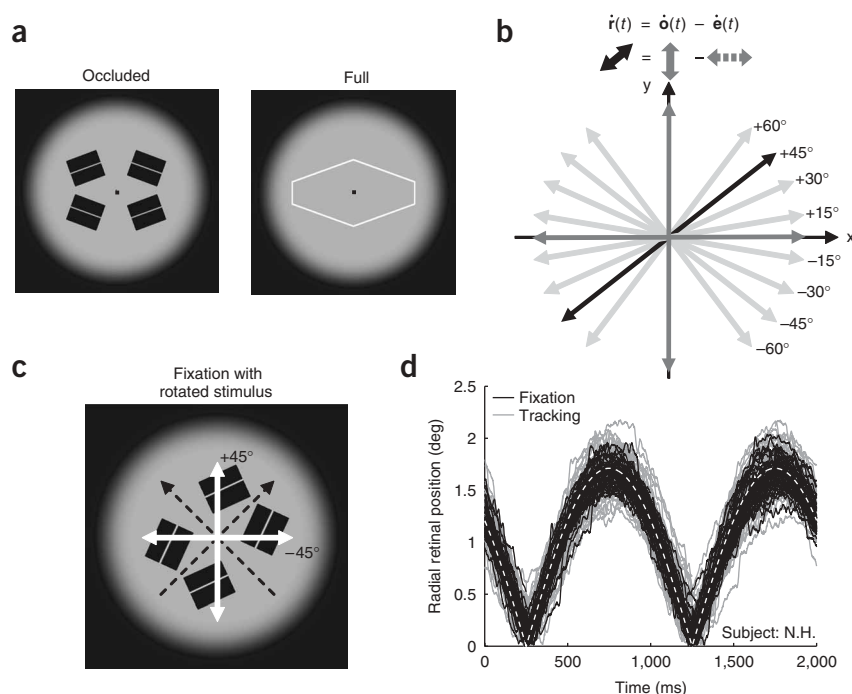 a
Occluded
Full
b
ṙ(t) = ȯ(t) – ė(t)
= –
y
+60°
+45°
+30°
+15°
x
–15°
–30°
–45°
–60°
c
Fixation with
rotated stimulus
+45°
–45°
d
2.5
2
1.5
1
0.5
0
Radial retinal position (deg)
Fixation
Tracking
Subject: N.H.
0 500 1,000 1,500 2,000
Time (ms)